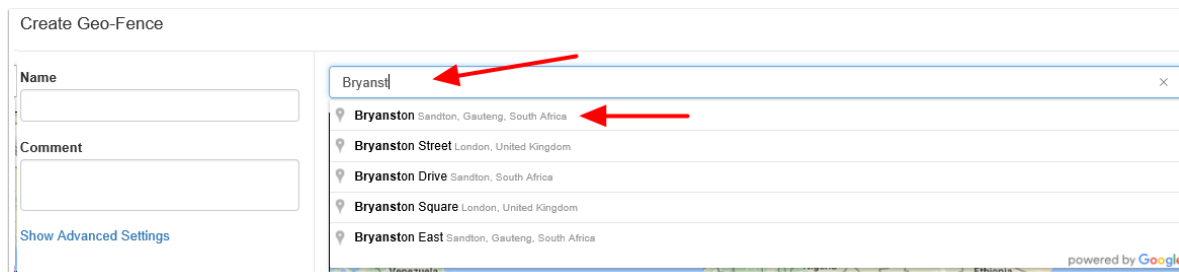 Create Geo-Fence
Name
Comment
Show Advanced Settings
Bryanst
Bryanston Sandton, Gauteng, South Africa
Bryanston Street London, United Kingdom
Bryanston Drive Sandton, South Africa
Bryanston Square London, United Kingdom
Bryanston East Sandton, Gauteng, South Africa
powered by Google
Venezuela
Ethiopia